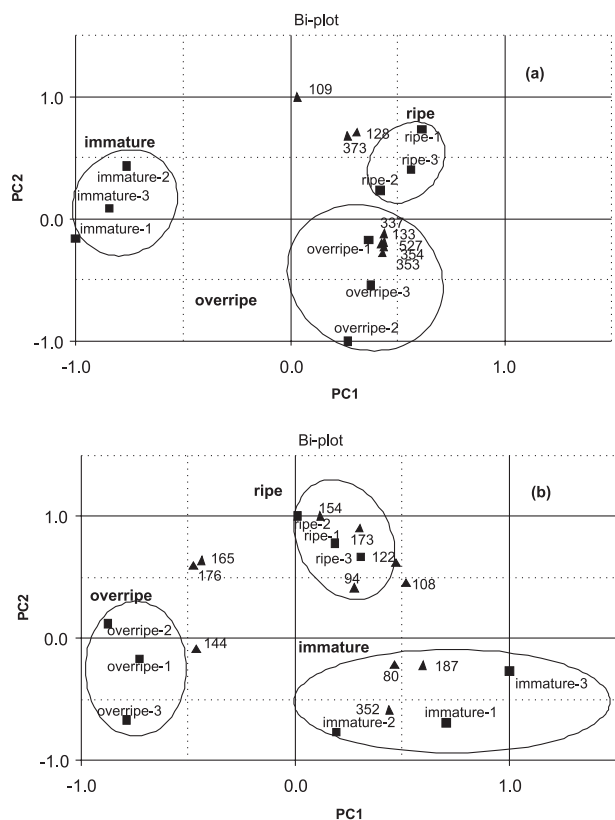 Bi-plot
(a)
109
1.0
128
ripe
ripe-1
373
ripe-3
immature
immature-2
ripe-2
immature-3
PC2
0.0
337
immature-1
133
overripe-1
527
354
353
overripe-3
overripe
overripe-2
-1.0
-1.0
0.0
1.0
PC1
Bi-plot
(b)
ripe
154
1.0
ripe-2
ripe-1
173
165
ripe-3
122
176
94
108
PC2
overripe
overripe-2
0.0
144
immature
overripe-1
80
187
immature-3
352
overripe-3
immature-2
immature-1
-1.0
-1.0
0.0
1.0
PC1